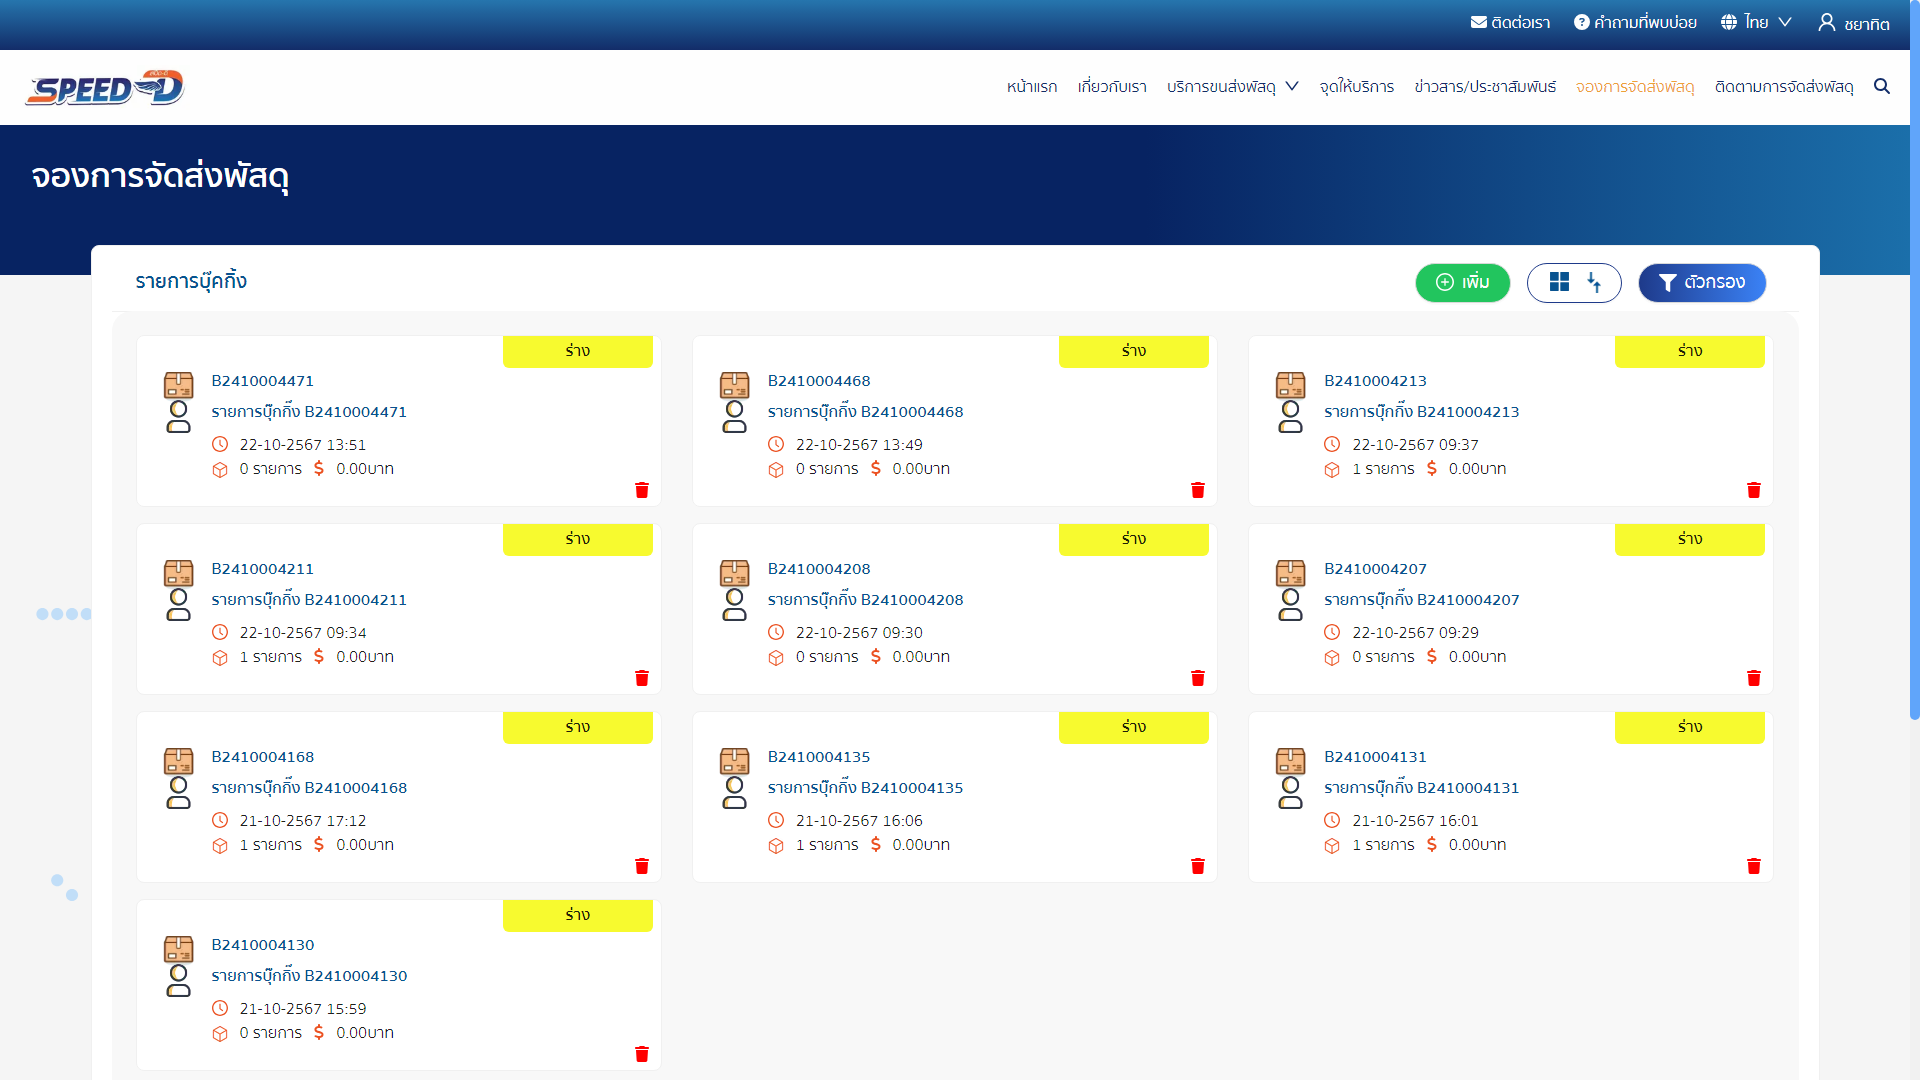 ติดต่อเรา คำถามที่พบบ่อย ไทย ชยาทิต
SPEED-D
หน้าแรก เกี่ยวกับเรา บริการขนส่งพัสดุ จุดให้บริการ ข่าวสาร/ประชาสัมพันธ์ จองการจัดส่งพัสดุ ติดตามการจัดส่งพัสดุ
จองการจัดส่งพัสดุ
รายการบุ๊คกิ้ง
เพิ่ม
ตัวกรอง
ร่าง
B2410004471
รายการบุ๊กกิ๊ง B2410004471
22-10-2567 13:51
0 รายการ $ 0.00บาท
ร่าง
B2410004468
รายการบุ๊กกิ๊ง B2410004468
22-10-2567 13:49
0 รายการ $ 0.00บาท
ร่าง
B2410004213
รายการบุ๊กกิ๊ง B2410004213
22-10-2567 09:37
1 รายการ $ 0.00บาท
ร่าง
B2410004211
รายการบุ๊กกิ๊ง B2410004211
22-10-2567 09:34
1 รายการ $ 0.00บาท
ร่าง
B2410004208
รายการบุ๊กกิ๊ง B2410004208
22-10-2567 09:30
0 รายการ $ 0.00บาท
ร่าง
B2410004207
รายการบุ๊กกิ๊ง B2410004207
22-10-2567 09:29
0 รายการ $ 0.00บาท
ร่าง
B2410004168
รายการบุ๊กกิ๊ง B2410004168
21-10-2567 17:12
1 รายการ $ 0.00บาท
ร่าง
B2410004135
รายการบุ๊กกิ๊ง B2410004135
21-10-2567 16:06
1 รายการ $ 0.00บาท
ร่าง
B2410004131
รายการบุ๊กกิ๊ง B2410004131
21-10-2567 16:01
1 รายการ $ 0.00บาท
ร่าง
B2410004130
รายการบุ๊กกิ๊ง B2410004130
21-10-2567 15:59
0 รายการ $ 0.00บาท